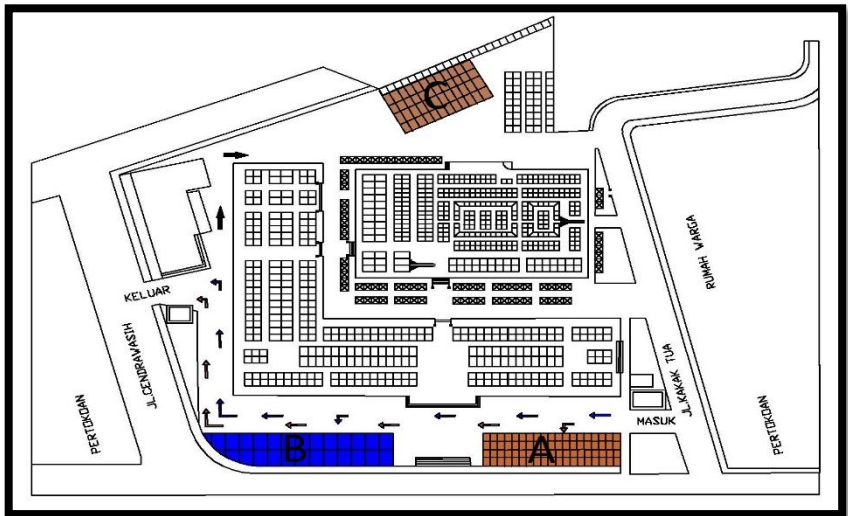 C
RUMAH WARGA
KELUAR
JL.CENDRAWASIH
PERTOKOAN
JL.KAKAK TUA
PERTOKOAN
MASUK
B
A